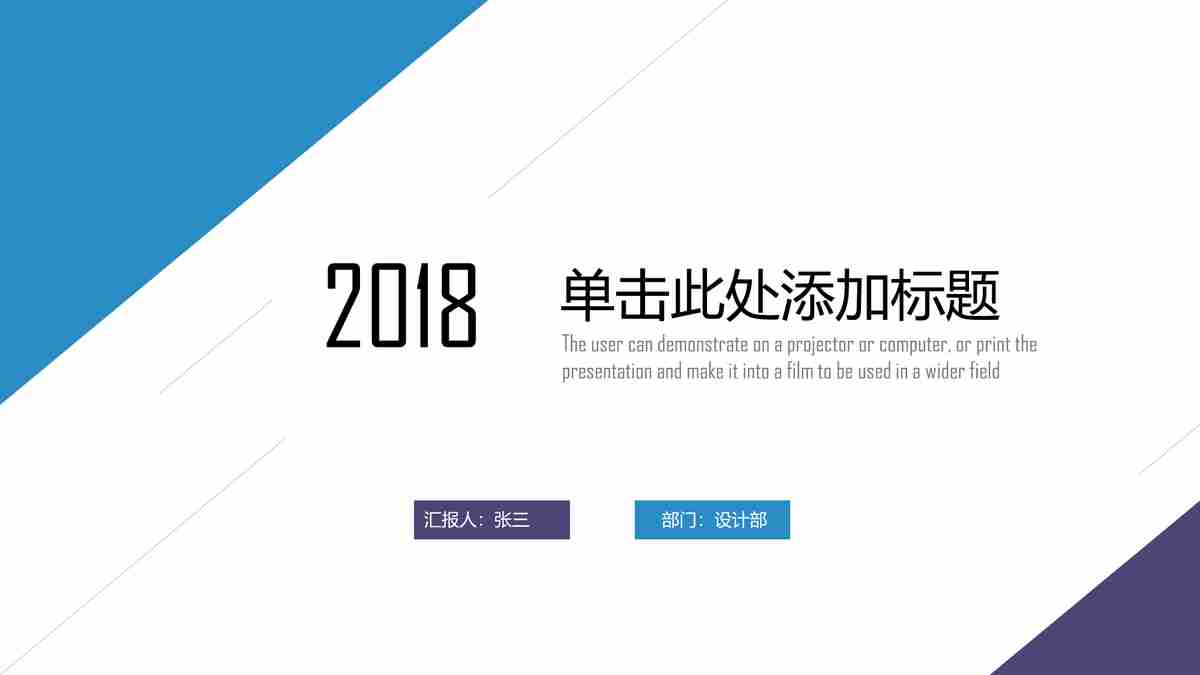 2018
单击此处添加标题
The user can demonstrate on a projector or computer, or print the
presentation and make it into a film to be used in a wider field
汇报人：张三
部门：设计部